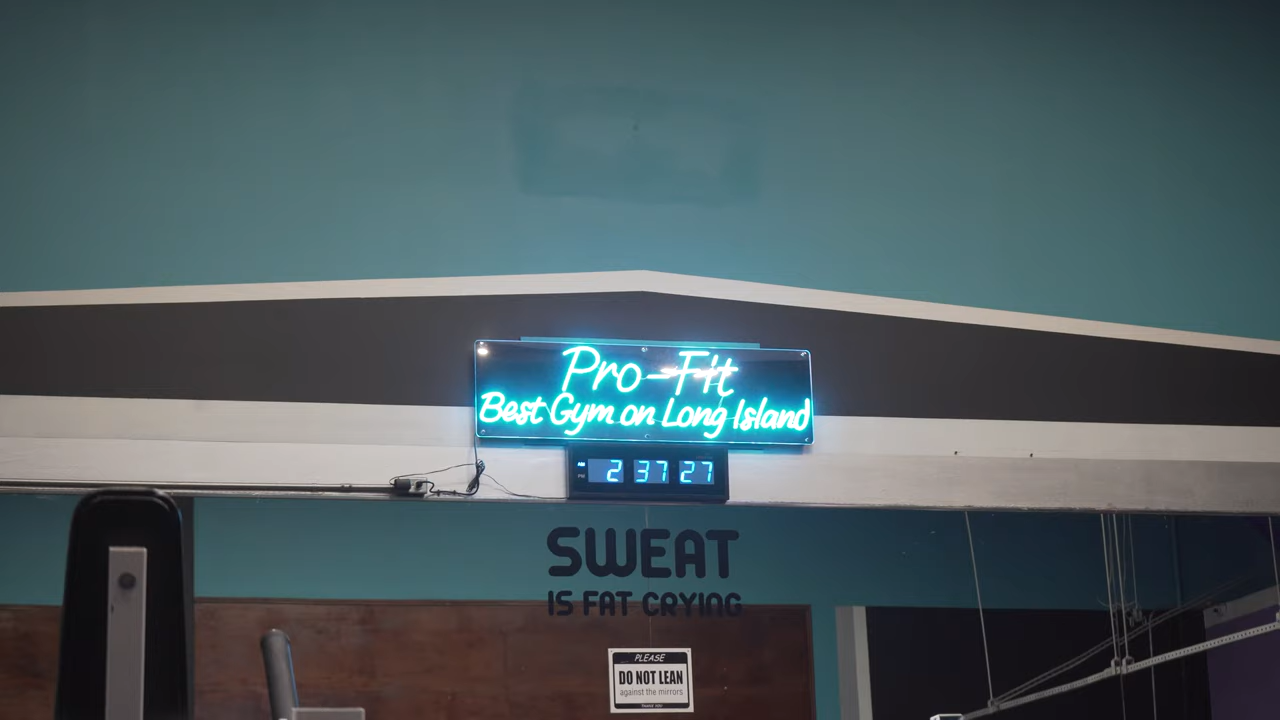 Pro-Fit
Best Gym on Long Island
AM
2 37 27
SWEAT
IS FAT CRYING
PLEASE
DO NOT LEAN
against the mirrors